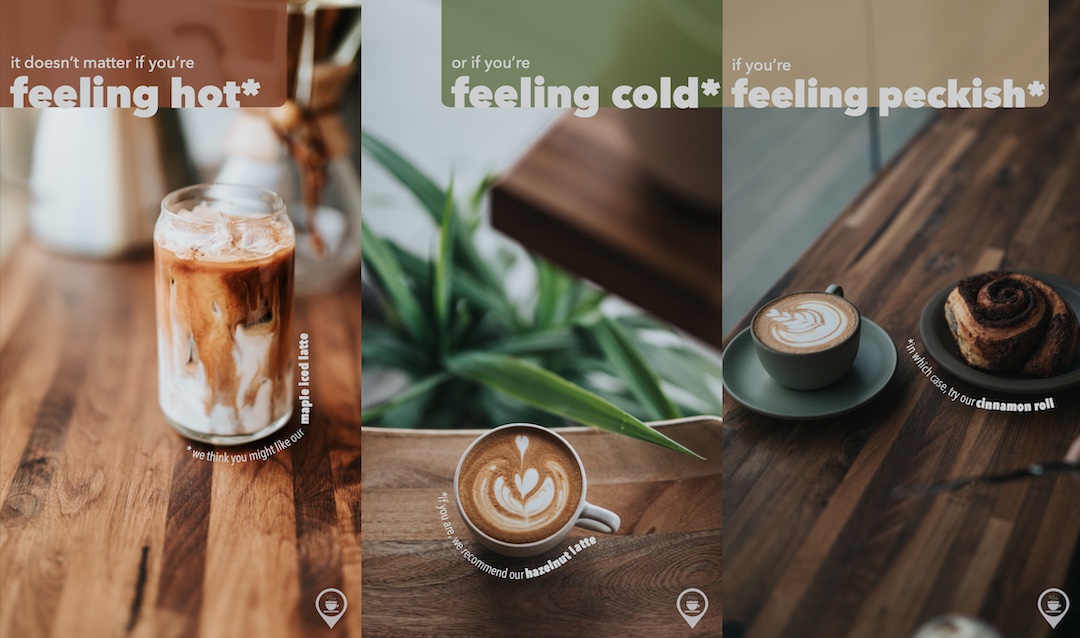 it doesn't matter if you're
feeling hot*
*we think you might like our maple iced latte
or if you're
feeling cold*
*if you are, we recommend our hazelnut latte
if you're
feeling peckish*
*in which case, try our cinnamon roll